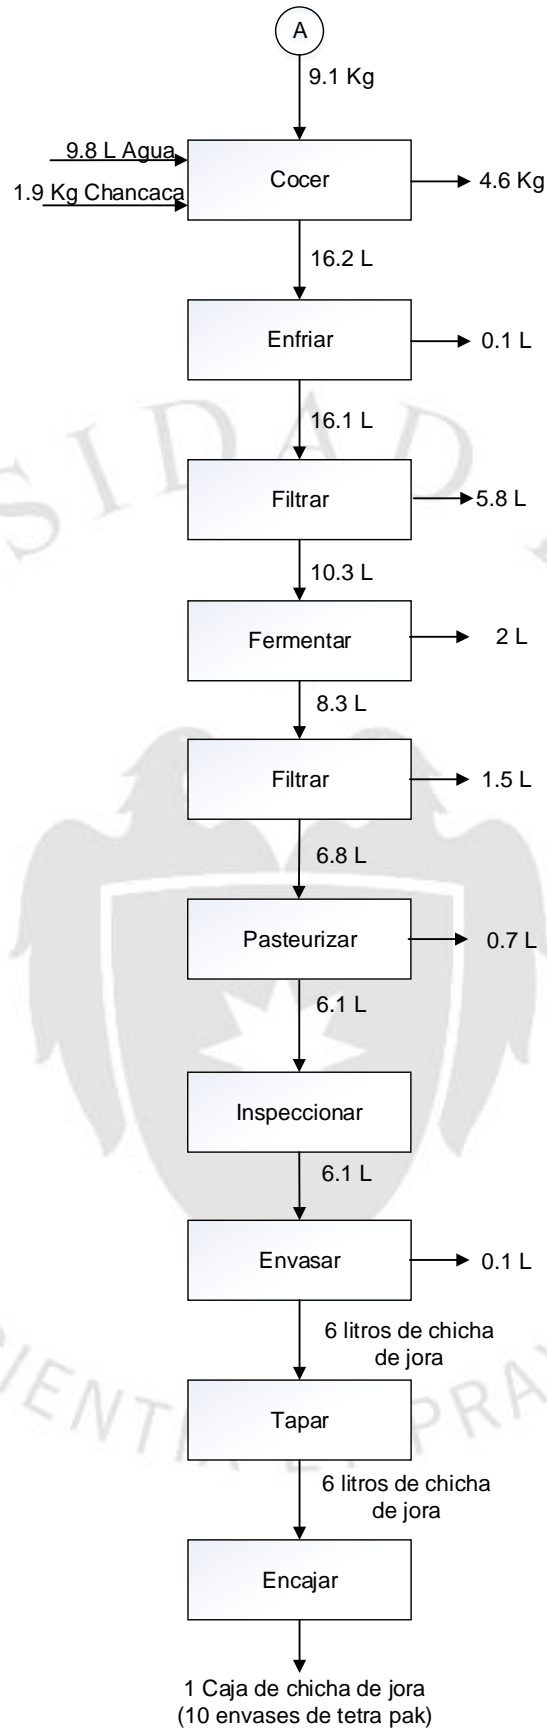 A
9.1 Kg
9.8 L Agua
1.9 Kg Chancaca
Cocer
4.6 Kg
16.2 L
Enfriar
0.1 L
16.1 L
Filtrar
5.8 L
10.3 L
Fermentar
2 L
8.3 L
Filtrar
1.5 L
6.8 L
Pasteurizar
0.7 L
6.1 L
Inspeccionar
6.1 L
Envasar
0.1 L
6 litros de chicha
de jora
Tapar
6 litros de chicha
de jora
Encajar
1 Caja de chicha de jora
(10 envases de tetra pak)